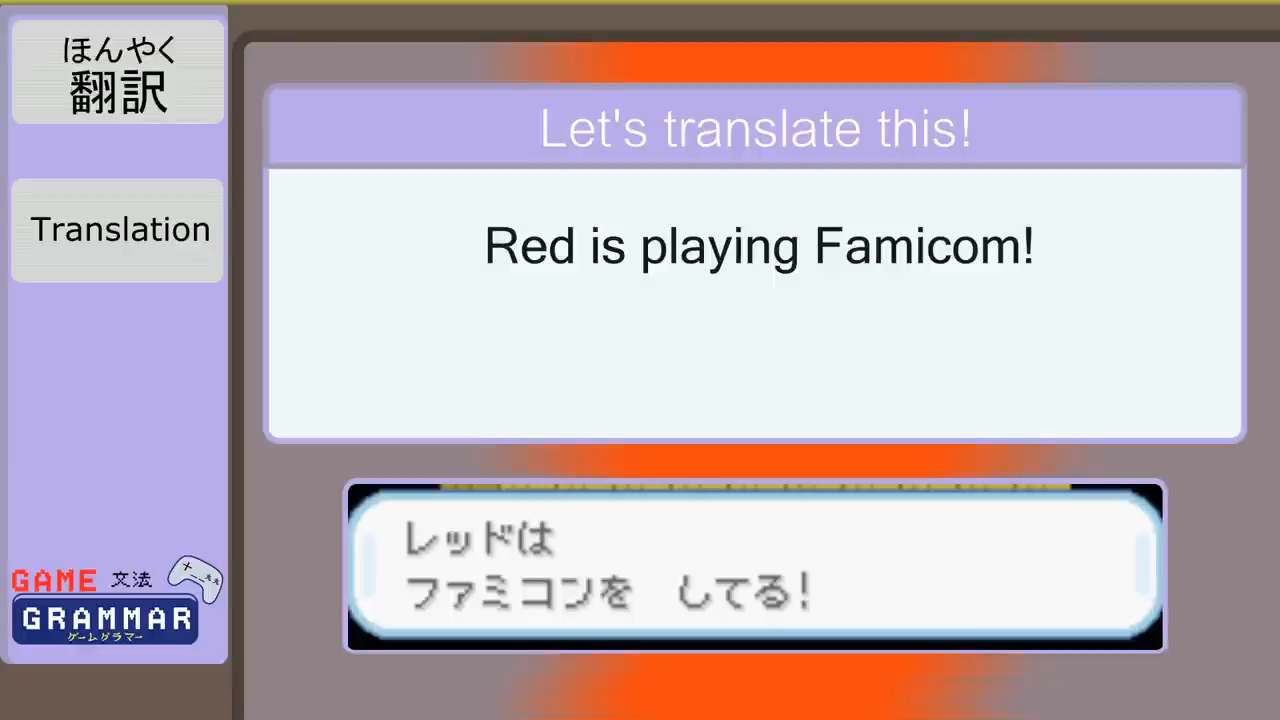 ほんやく
翻訳
Translation
GAME 文法
GRAMMAR
ゲームグラマー
Let's translate this!
Red is playing Famicom!
レッドは
ファミコンを　してる!